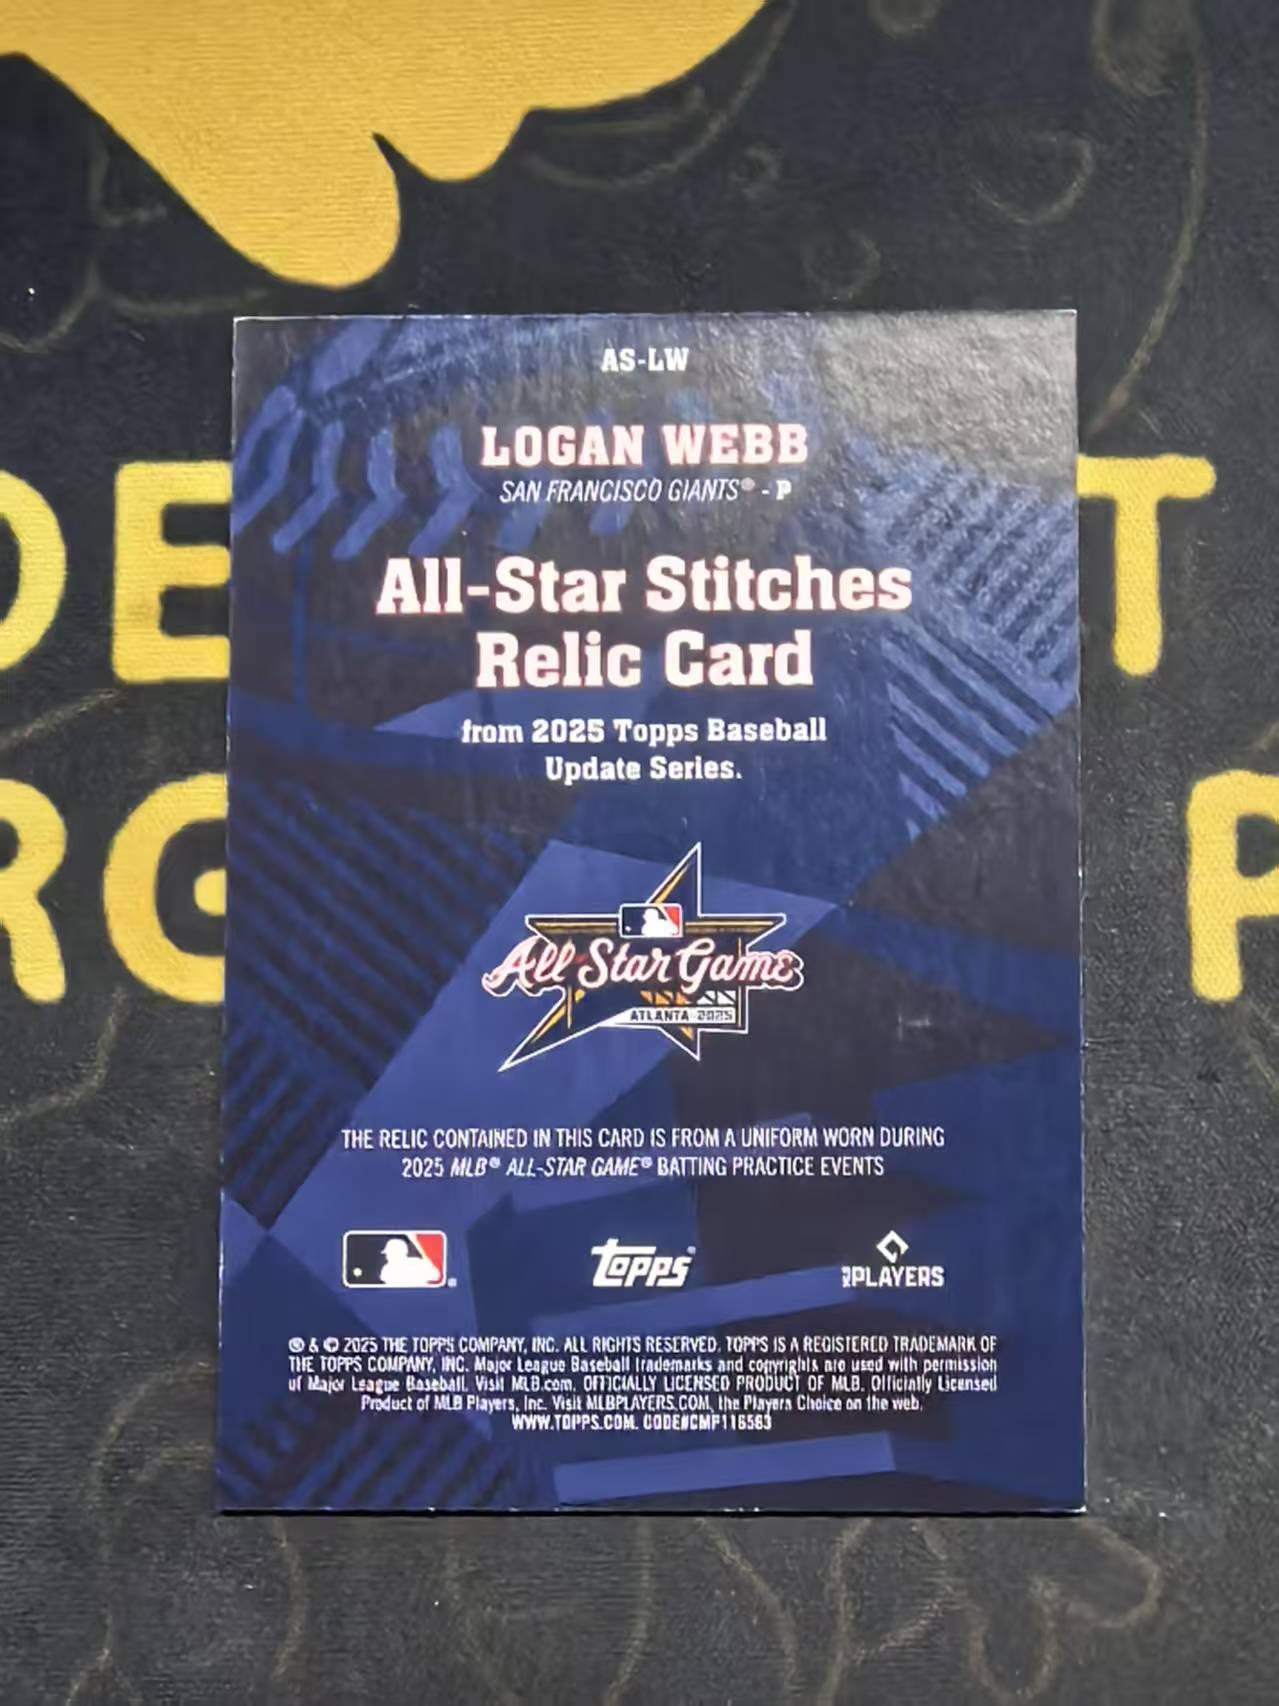 AS-LW
LOGAN WEBB
SAN FRANCISCO GIANTS® - P
All-Star Stitches
Relic Card
from 2025 Topps Baseball
Update Series.
All-Star Game
ATLANTA 2025
THE RELIC CONTAINED IN THIS CARD IS FROM A UNIFORM WORN DURING
2025 MLB® ALL-STAR GAME® BATTING PRACTICE EVENTS
topps
PLAYERS
® & © 2025 THE TOPPS COMPANY, INC. ALL RIGHTS RESERVED. TOPPS IS A REGISTERED TRADEMARK OF
THE TOPPS COMPANY, INC. Major League Baseball trademarks and copyrights are used with permission
of Major League Baseball. Visit MLB.com. OFFICIALLY LICENSED PRODUCT OF MLB. Officially Licensed
Product of MLB Players, Inc. Visit MLBPLAYERS.COM, the Players Choice on the web.
WWW.TOPPS.COM. CODE#CMP116563